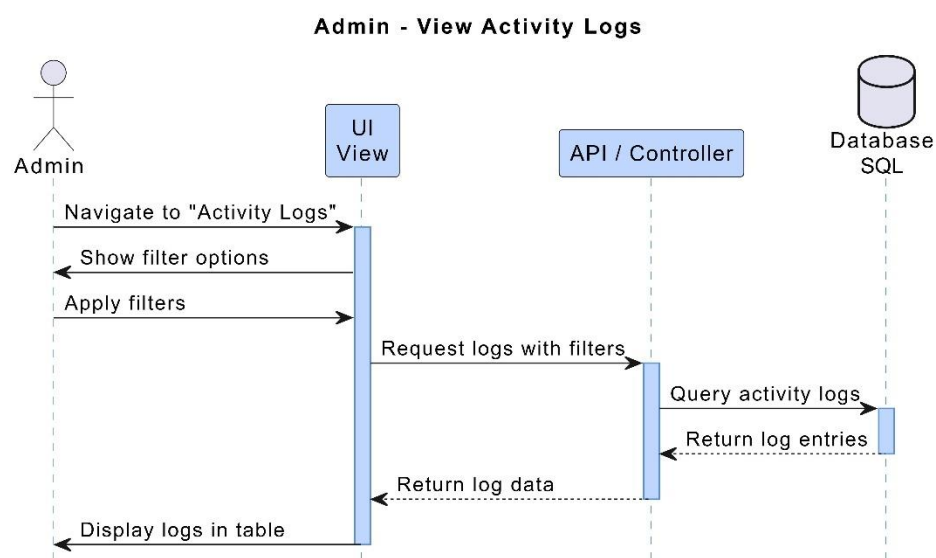 Admin - View Activity Logs
Admin
UI
View
API / Controller
Database
SQL
Navigate to "Activity Logs"
Show filter options
Apply filters
Request logs with filters
Query activity logs
Return log entries
Return log data
Display logs in table